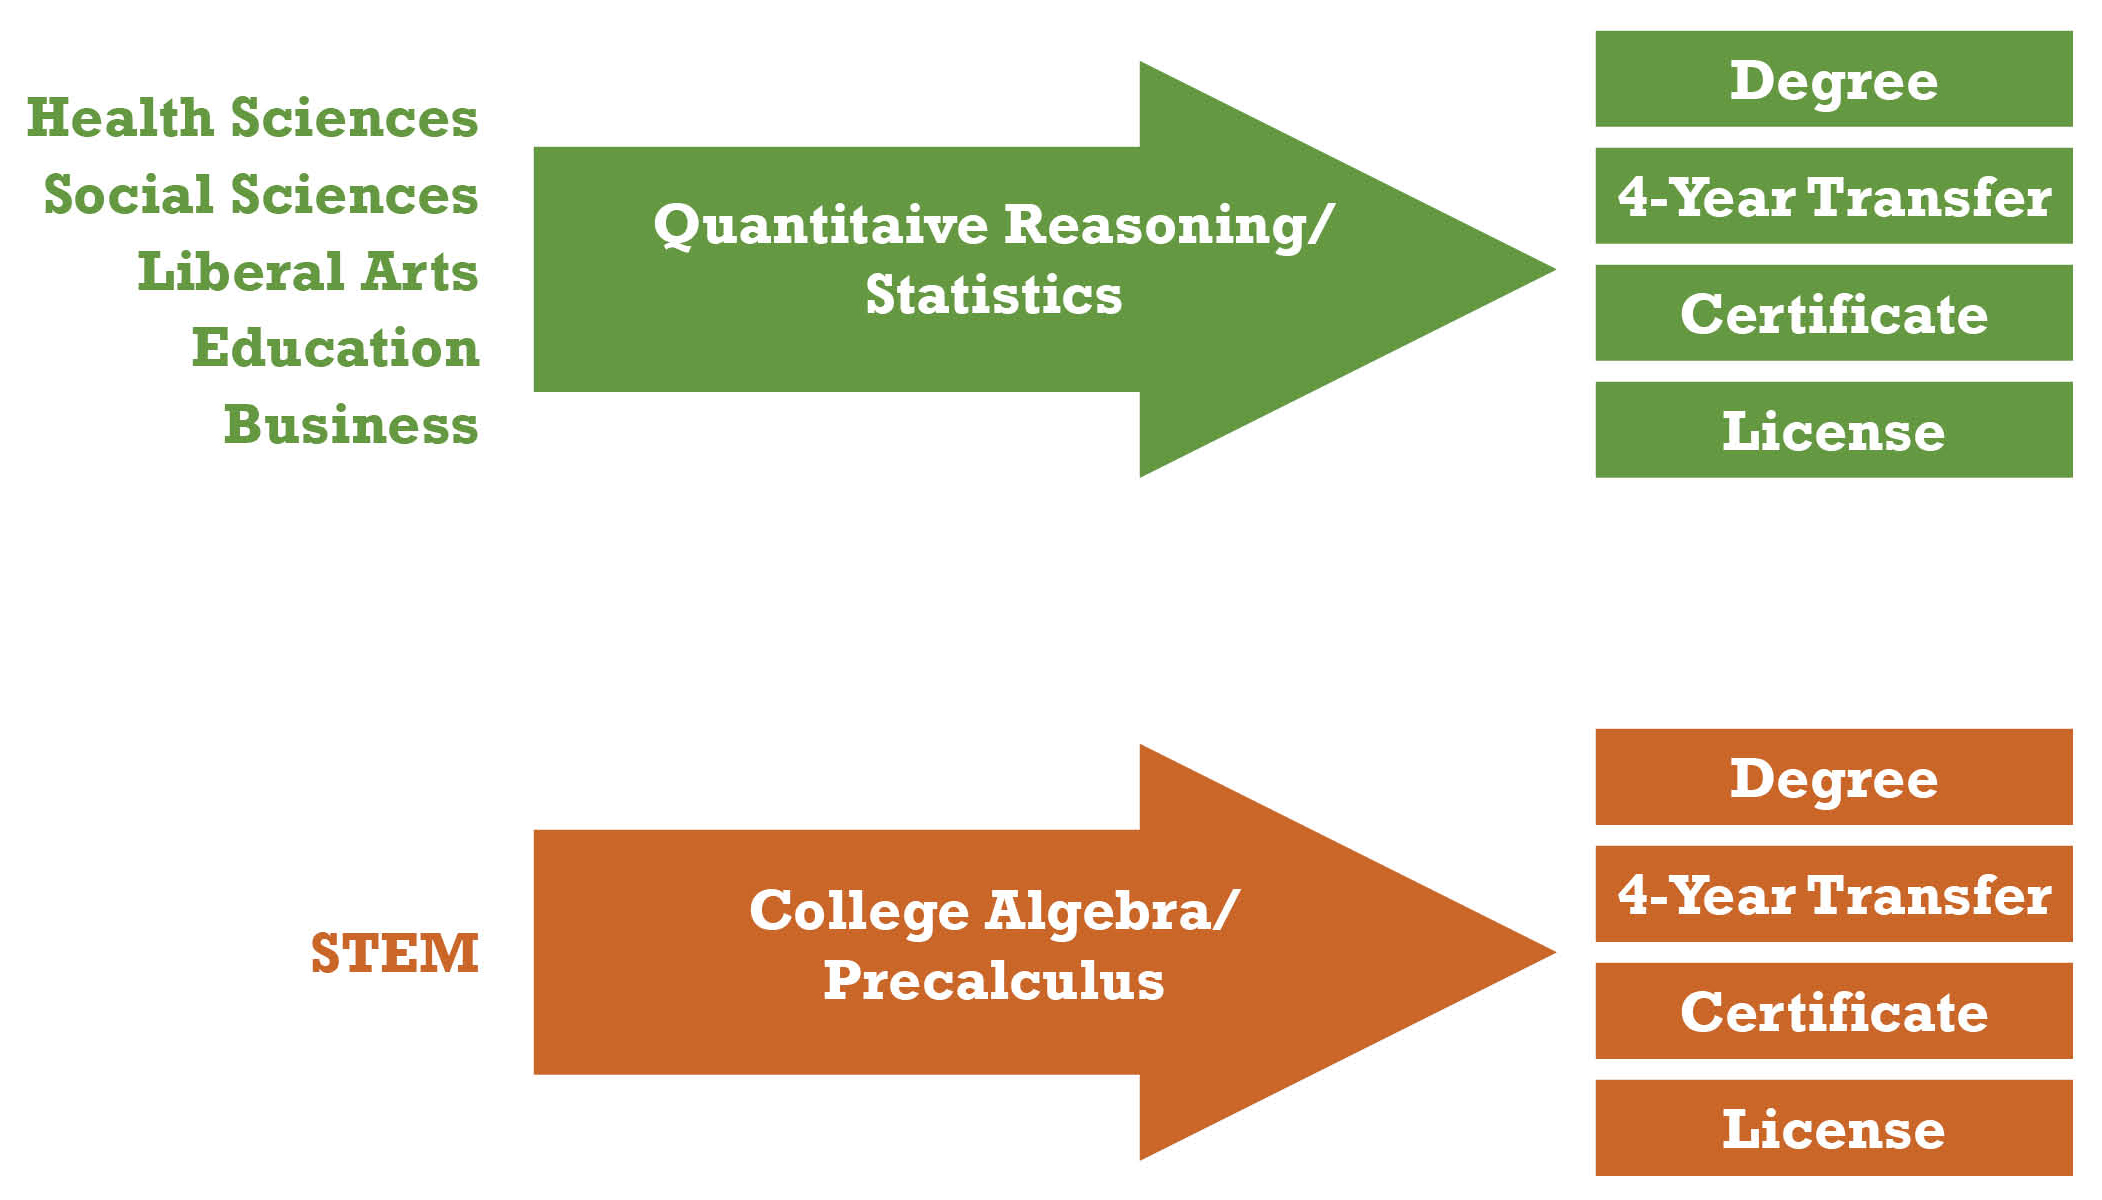 Health Sciences
Social Sciences
Liberal Arts
Education
Business
Quantitaive Reasoning/
Statistics
Degree
4-Year Transfer
Certificate
License
STEM
College Algebra/
Precalculus
Degree
4-Year Transfer
Certificate
License